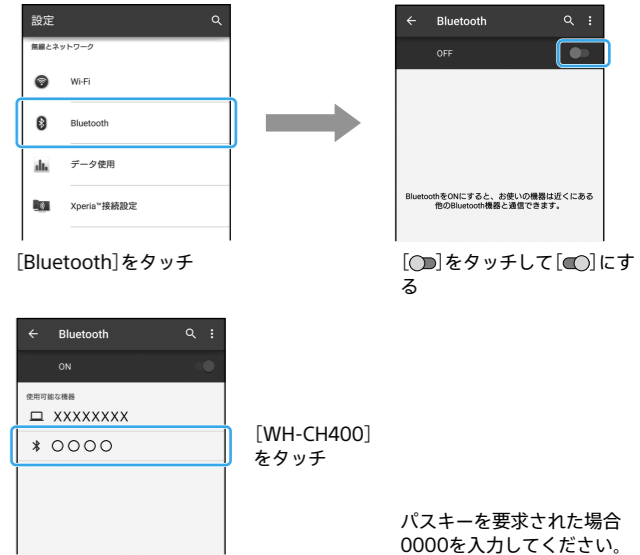 設定
無線とネットワーク
Wi-Fi
Bluetooth
データ使用
Xperia™接続設定
[Bluetooth]をタッチ
Bluetooth
OFF
BluetoothをONにすると、お使いの機器は近くにある
他のBluetooth機器と通信できます。
[]をタッチして[]にす
る
Bluetooth
ON
使用可能な機器
XXXXXXXX
○○○○
[WH-CH400]
をタッチ
パスキーを要求された場合
0000を入力してください。